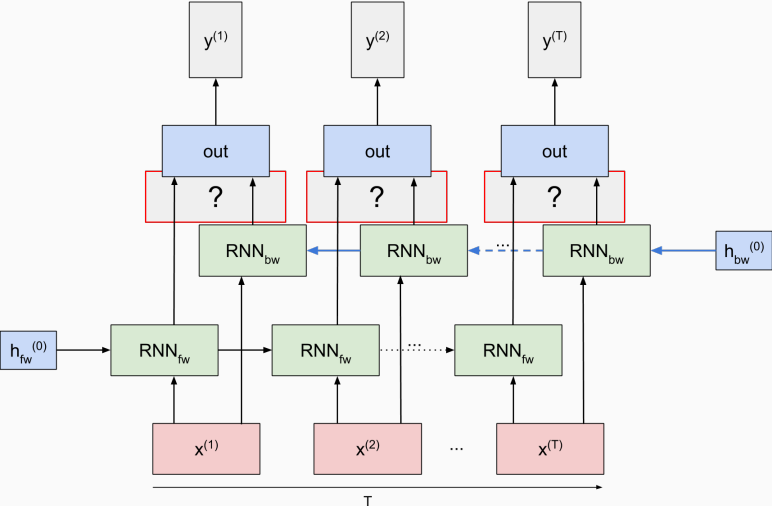 y(1) y(2) y(T)
out out out
? ? ?
RNNbw RNNbw ... RNNbw hbw(0)
hfw(0) RNNfw RNNfw ... RNNfw
x(1) x(2) ... x(T)
T